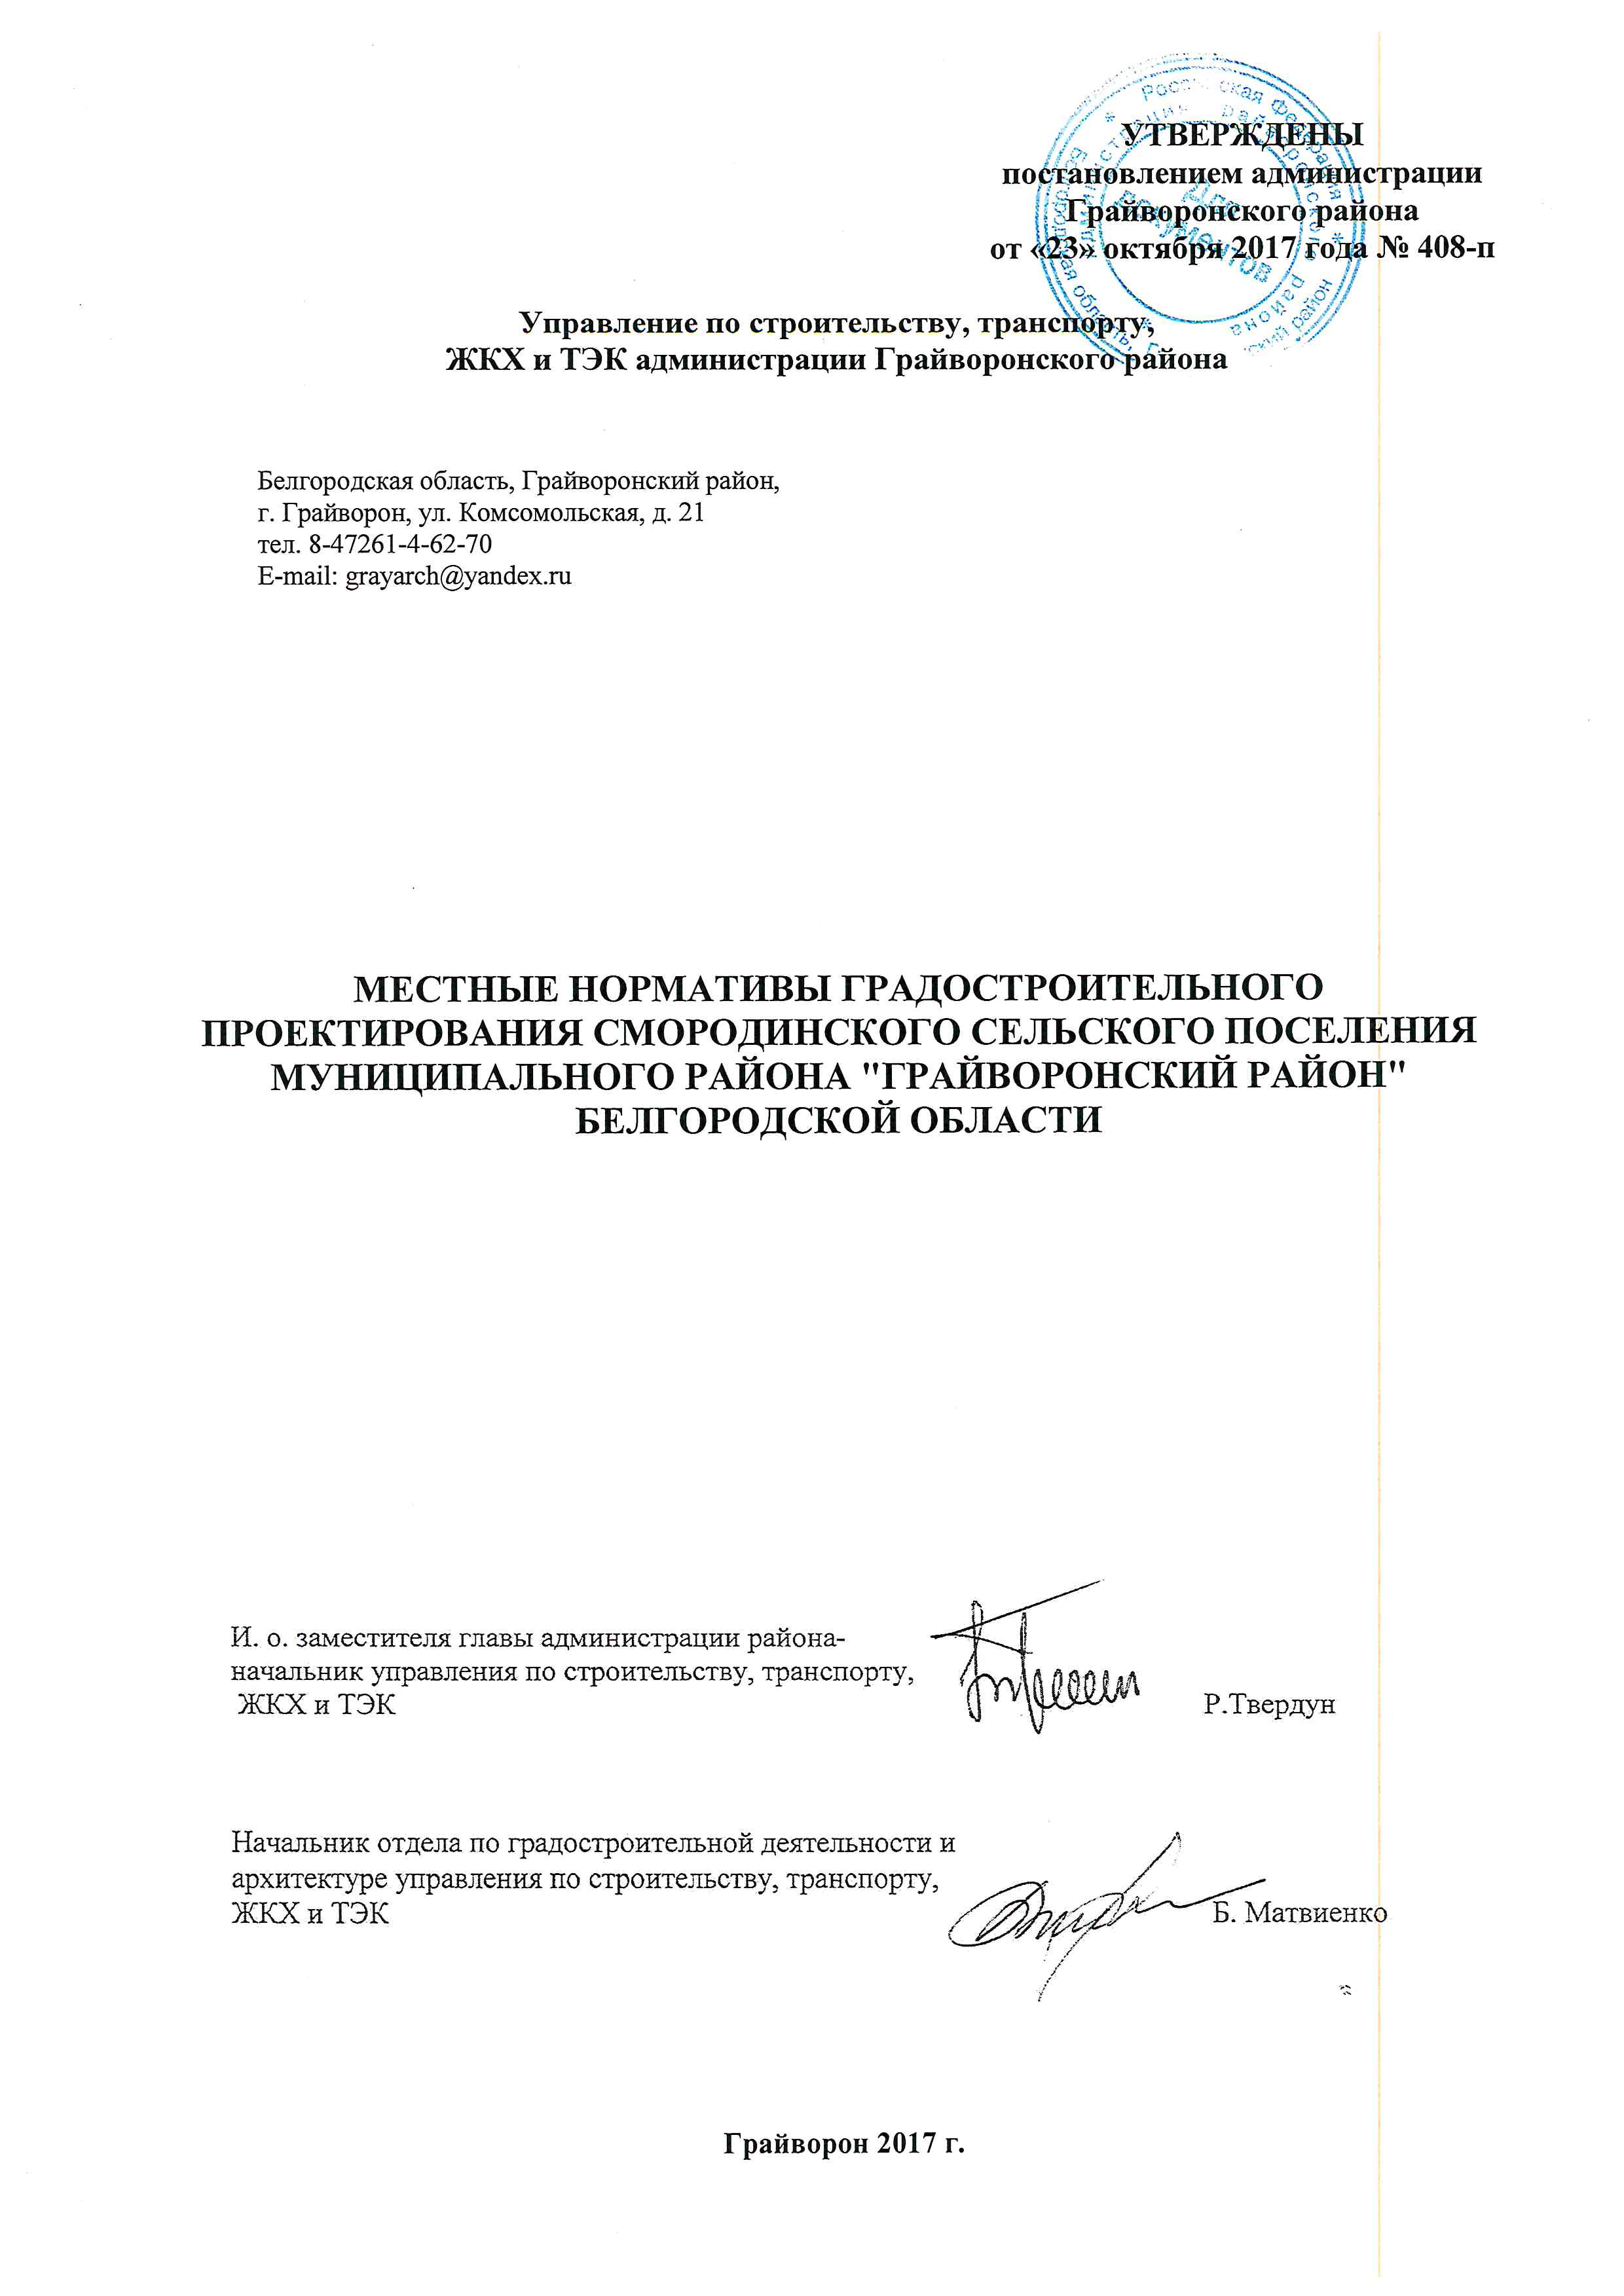 УТВЕРЖДЕНЫ
постановлением администрации
Грайворонского района
от «23» октября 2017 года № 408-п
Для
документов
Управление по строительству, транспорту,
ЖКХ и ТЭК администрации Грайворонского района
Белгородская область, Грайворонский район,
г. Грайворон, ул. Комсомольская, д. 21
тел. 8-47261-4-62-70
E-mail: grayarch@yandex.ru
МЕСТНЫЕ НОРМАТИВЫ ГРАДОСТРОИТЕЛЬНОГО
ПРОЕКТИРОВАНИЯ СМОРОДИНСКОГО СЕЛЬСКОГО ПОСЕЛЕНИЯ
МУНИЦИПАЛЬНОГО РАЙОНА "ГРАЙВОРОНСКИЙ РАЙОН"
БЕЛГОРОДСКОЙ ОБЛАСТИ
И. о. заместителя главы администрации района-
начальник управления по строительству, транспорту,
ЖКХ и ТЭК Р.Твердун
Начальник отдела по градостроительной деятельности и
архитектуре управления по строительству, транспорту,
ЖКХ и ТЭК Б. Матвиенко
Грайворон 2017 г.